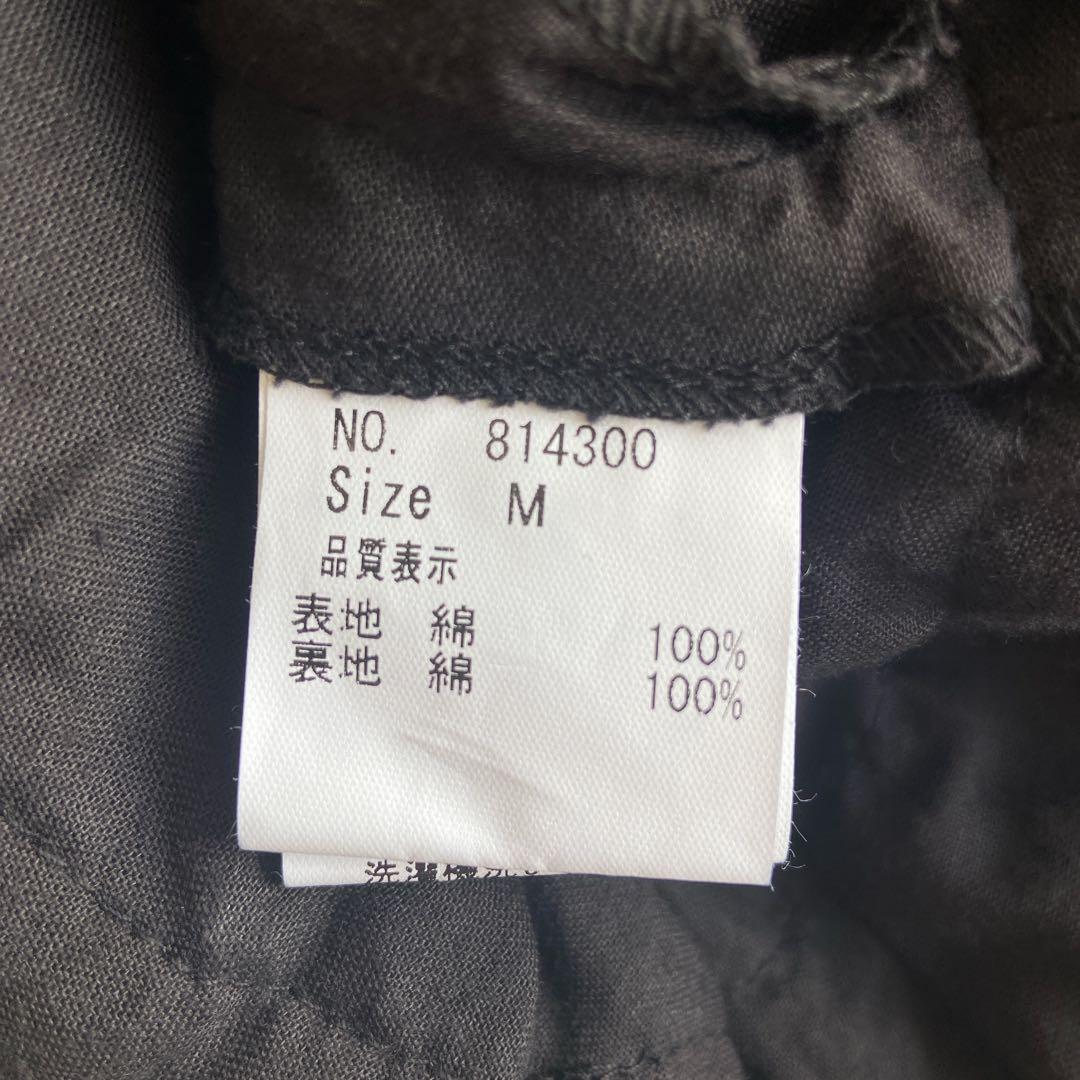 NO. 814300
Size M
品質表示
表地 綿 100%
裏地 綿 100%